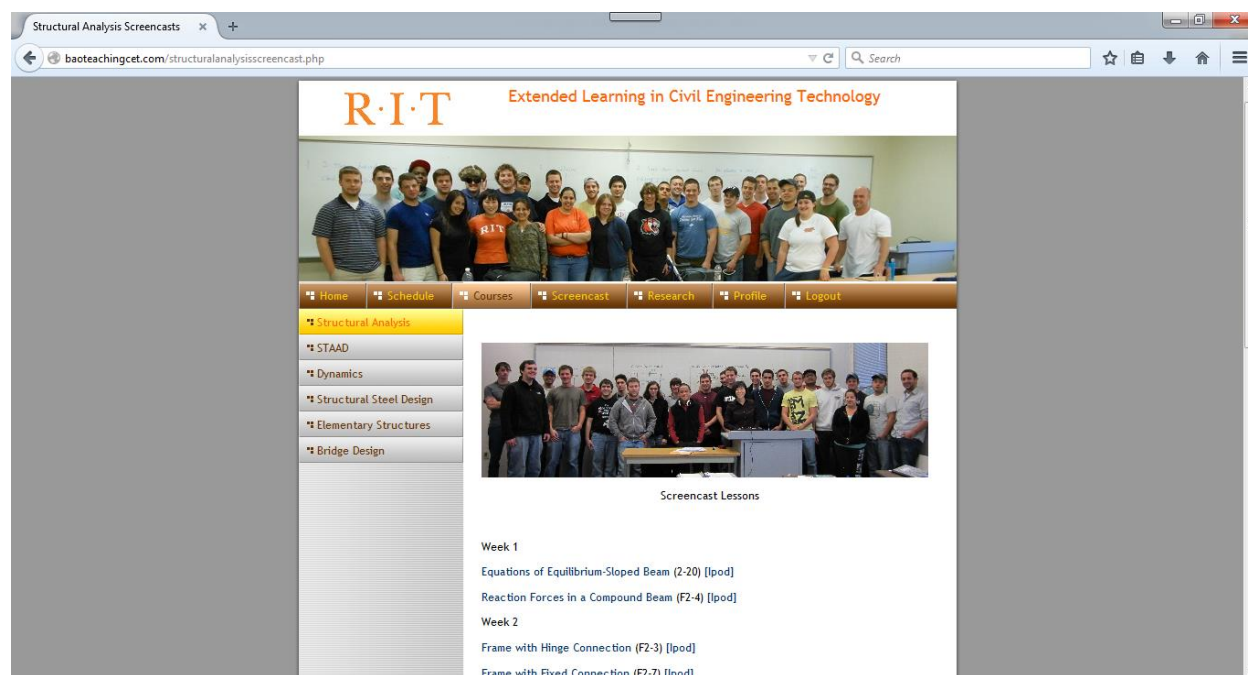 Structural Analysis Screencasts
baoteachingcet.com/structuralanalysisscreencast.php
Search
R·I·T
Extended Learning in Civil Engineering Technology
RIT
Home Schedule Courses Screencast Research Profile Logout
Structural Analysis
STAAD
Dynamics
Structural Steel Design
Elementary Structures
Bridge Design
Screencast Lessons
Week 1
Equations of Equilibrium-Sloped Beam (2-20) [Ipod]
Reaction Forces in a Compound Beam (F2-4) [Ipod]
Week 2
Frame with Hinge Connection (F2-3) [Ipod]
Frame with Fixed Connection (F2-7) [Ipod]